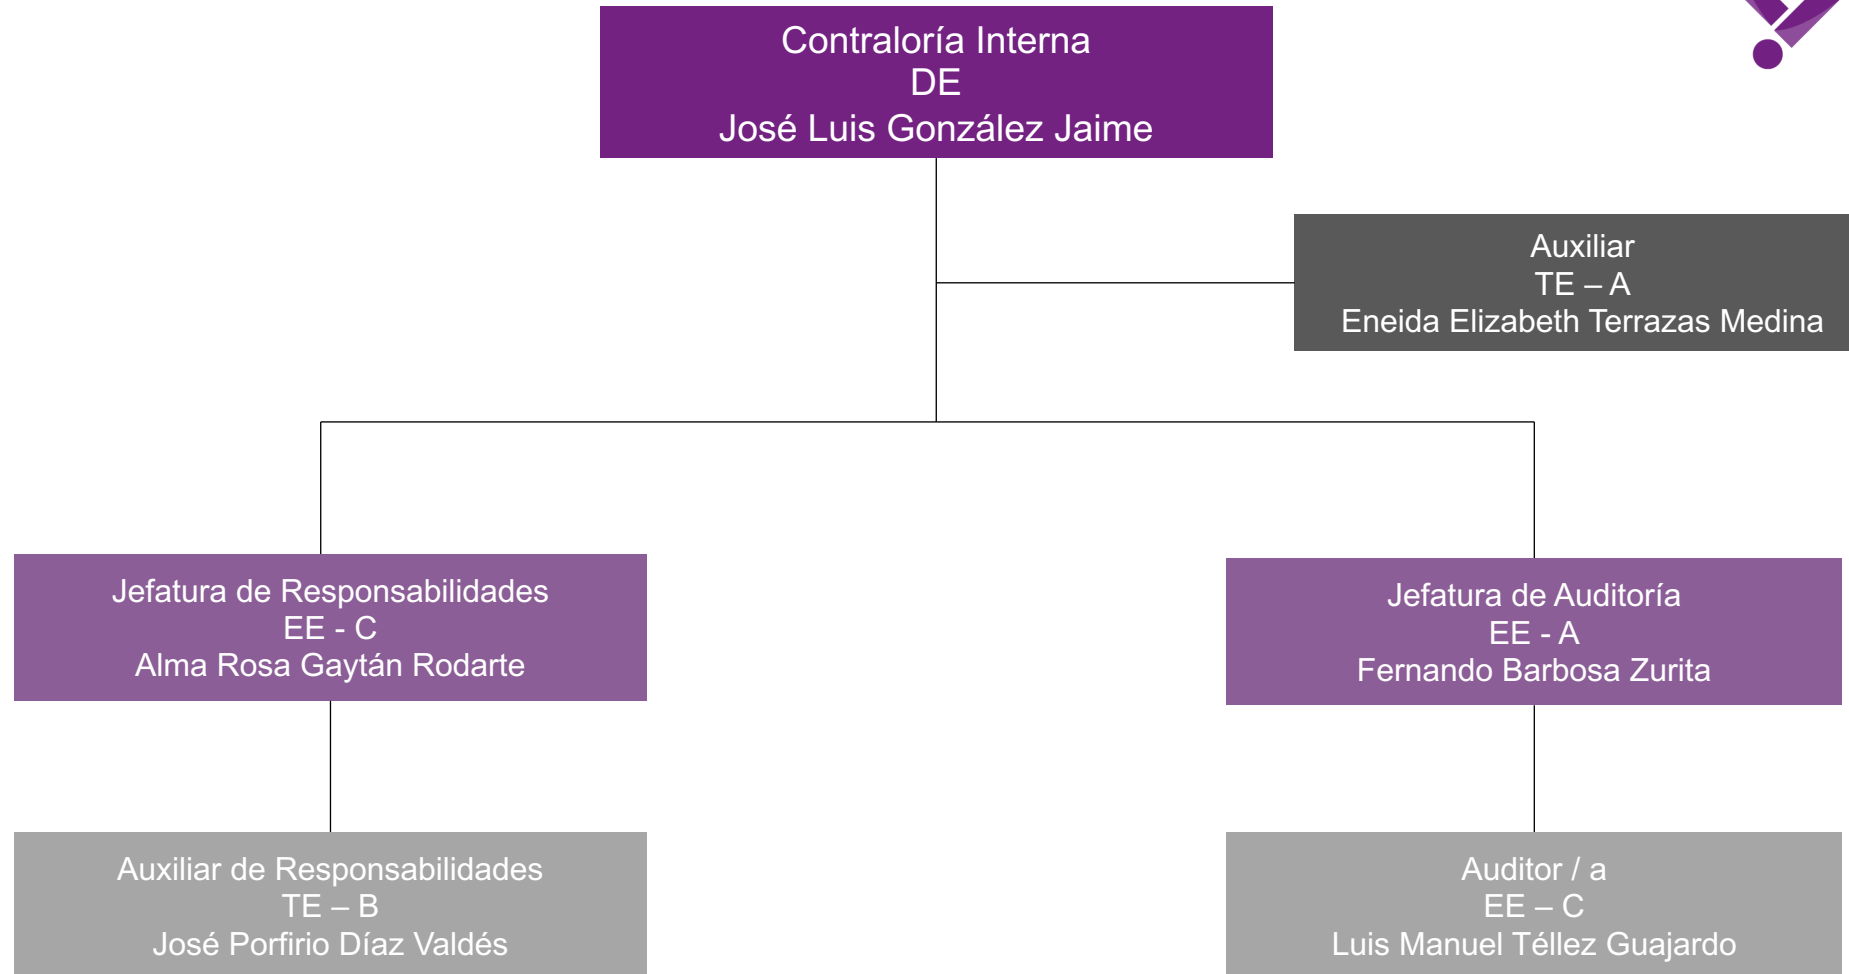 Contraloría Interna
DE
José Luis González Jaime
Auxiliar
TE – A
Eneida Elizabeth Terrazas Medina
Jefatura de Responsabilidades
EE - C
Alma Rosa Gaytán Rodarte
Jefatura de Auditoría
EE - A
Fernando Barbosa Zurita
Auxiliar de Responsabilidades
TE – B
José Porfirio Díaz Valdés
Auditor / a
EE – C
Luis Manuel Téllez Guajardo